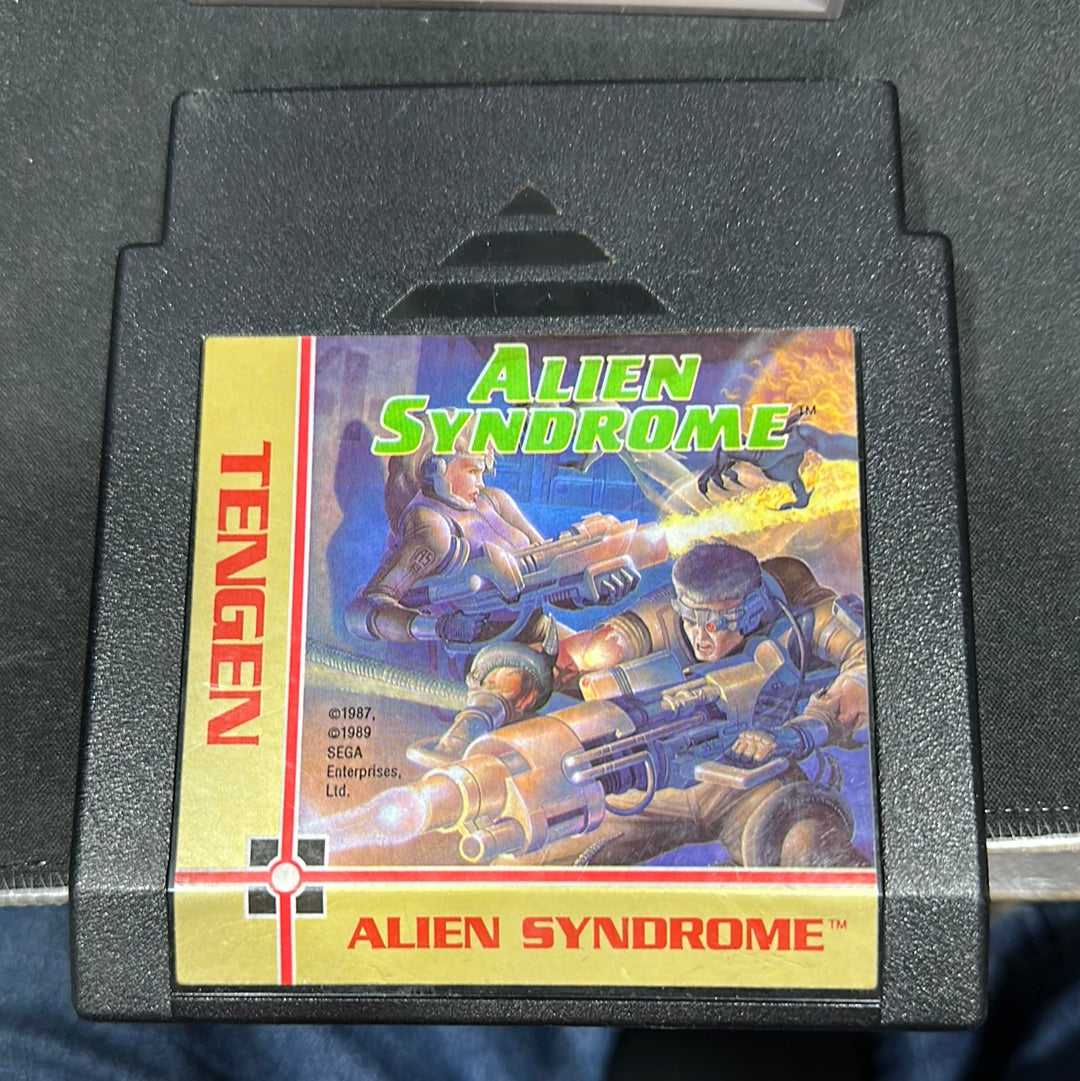 ALIEN
SYNDROME™
TENGEN
©1987,
©1989
SEGA
Enterprises,
Ltd.
ALIEN SYNDROME™